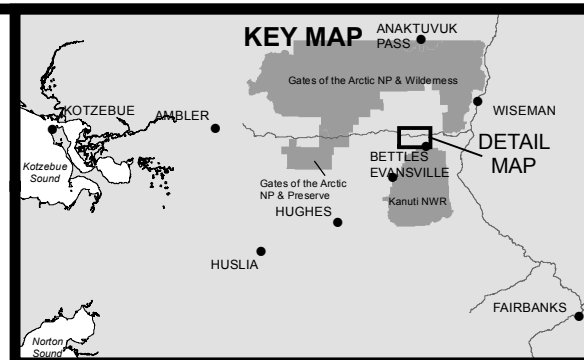 KEY MAP
ANAKTUVUK
PASS
Gates of the Arctic NP & Wilderness
KOTZEBUE
AMBLER
WISEMAN
Kotzebue
Sound
DETAIL
MAP
BETTLES
EVANSVILLE
Gates of the Arctic
NP & Preserve
Kanuti NWR
HUGHES
HUSLIA
FAIRBANKS
Norton
Sound